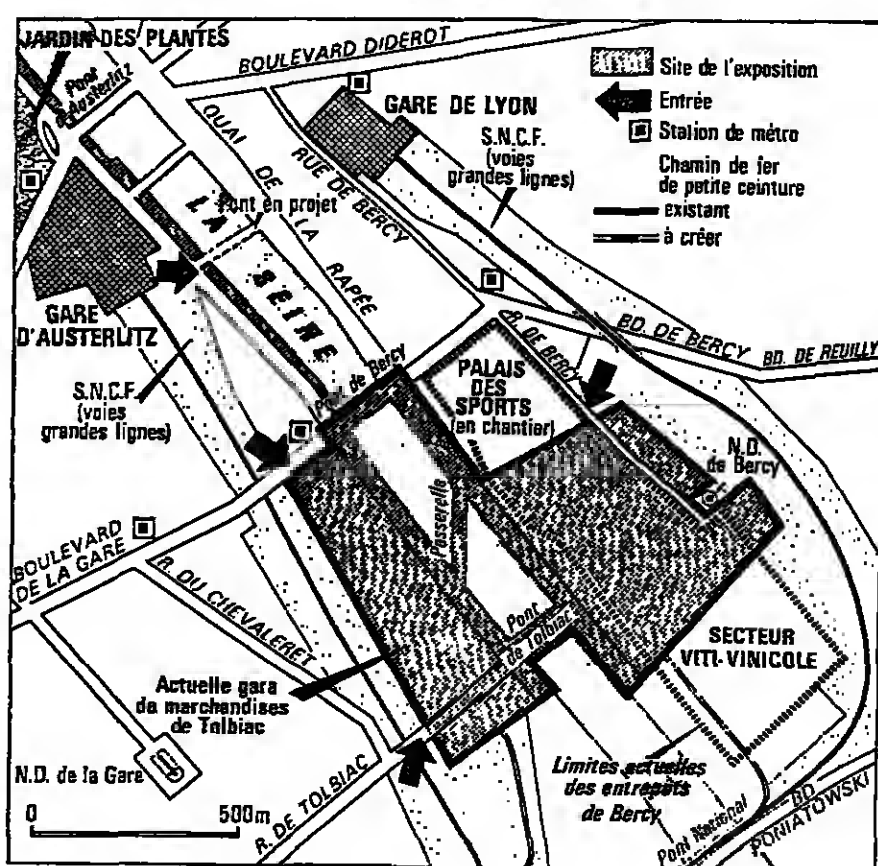 JARDIN DES PLANTES
Pont
d'Austerlitz
BOULEVARD DIDEROT
QUAI DE LA RAPÉE
GARE DE LYON
S.N.C.F.
(voies
grandes lignes)
RUE DE BERCY
Site de l'exposition
Entrée
Station de métro
Chamin de fer
de petite ceinture
existant
à créer
LA SEINE
Pont en projet
GARE
D'AUSTERLITZ
S.N.C.F.
(voies
grandes lignes)
Pont de Bercy
R. DE BERCY
BD. DE BERCY
BD. DE REUILLY
PALAIS
DES
SPORTS
(en chantier)
N.D.
de Bercy
Passerelle
BOULEVARD
DE LA GARE
R. DU CHEVALERET
Pont
de Tolbiac
SECTEUR
VITI-VINICOLE
Actuelle gara
da marchandises
de Tolbiac
N.D. de la Gare
R. DE TOLBIAC
Limites actuelles
des entrepôts
de Bercy
Pont National
BD
PONIATOWSKI
0 500m